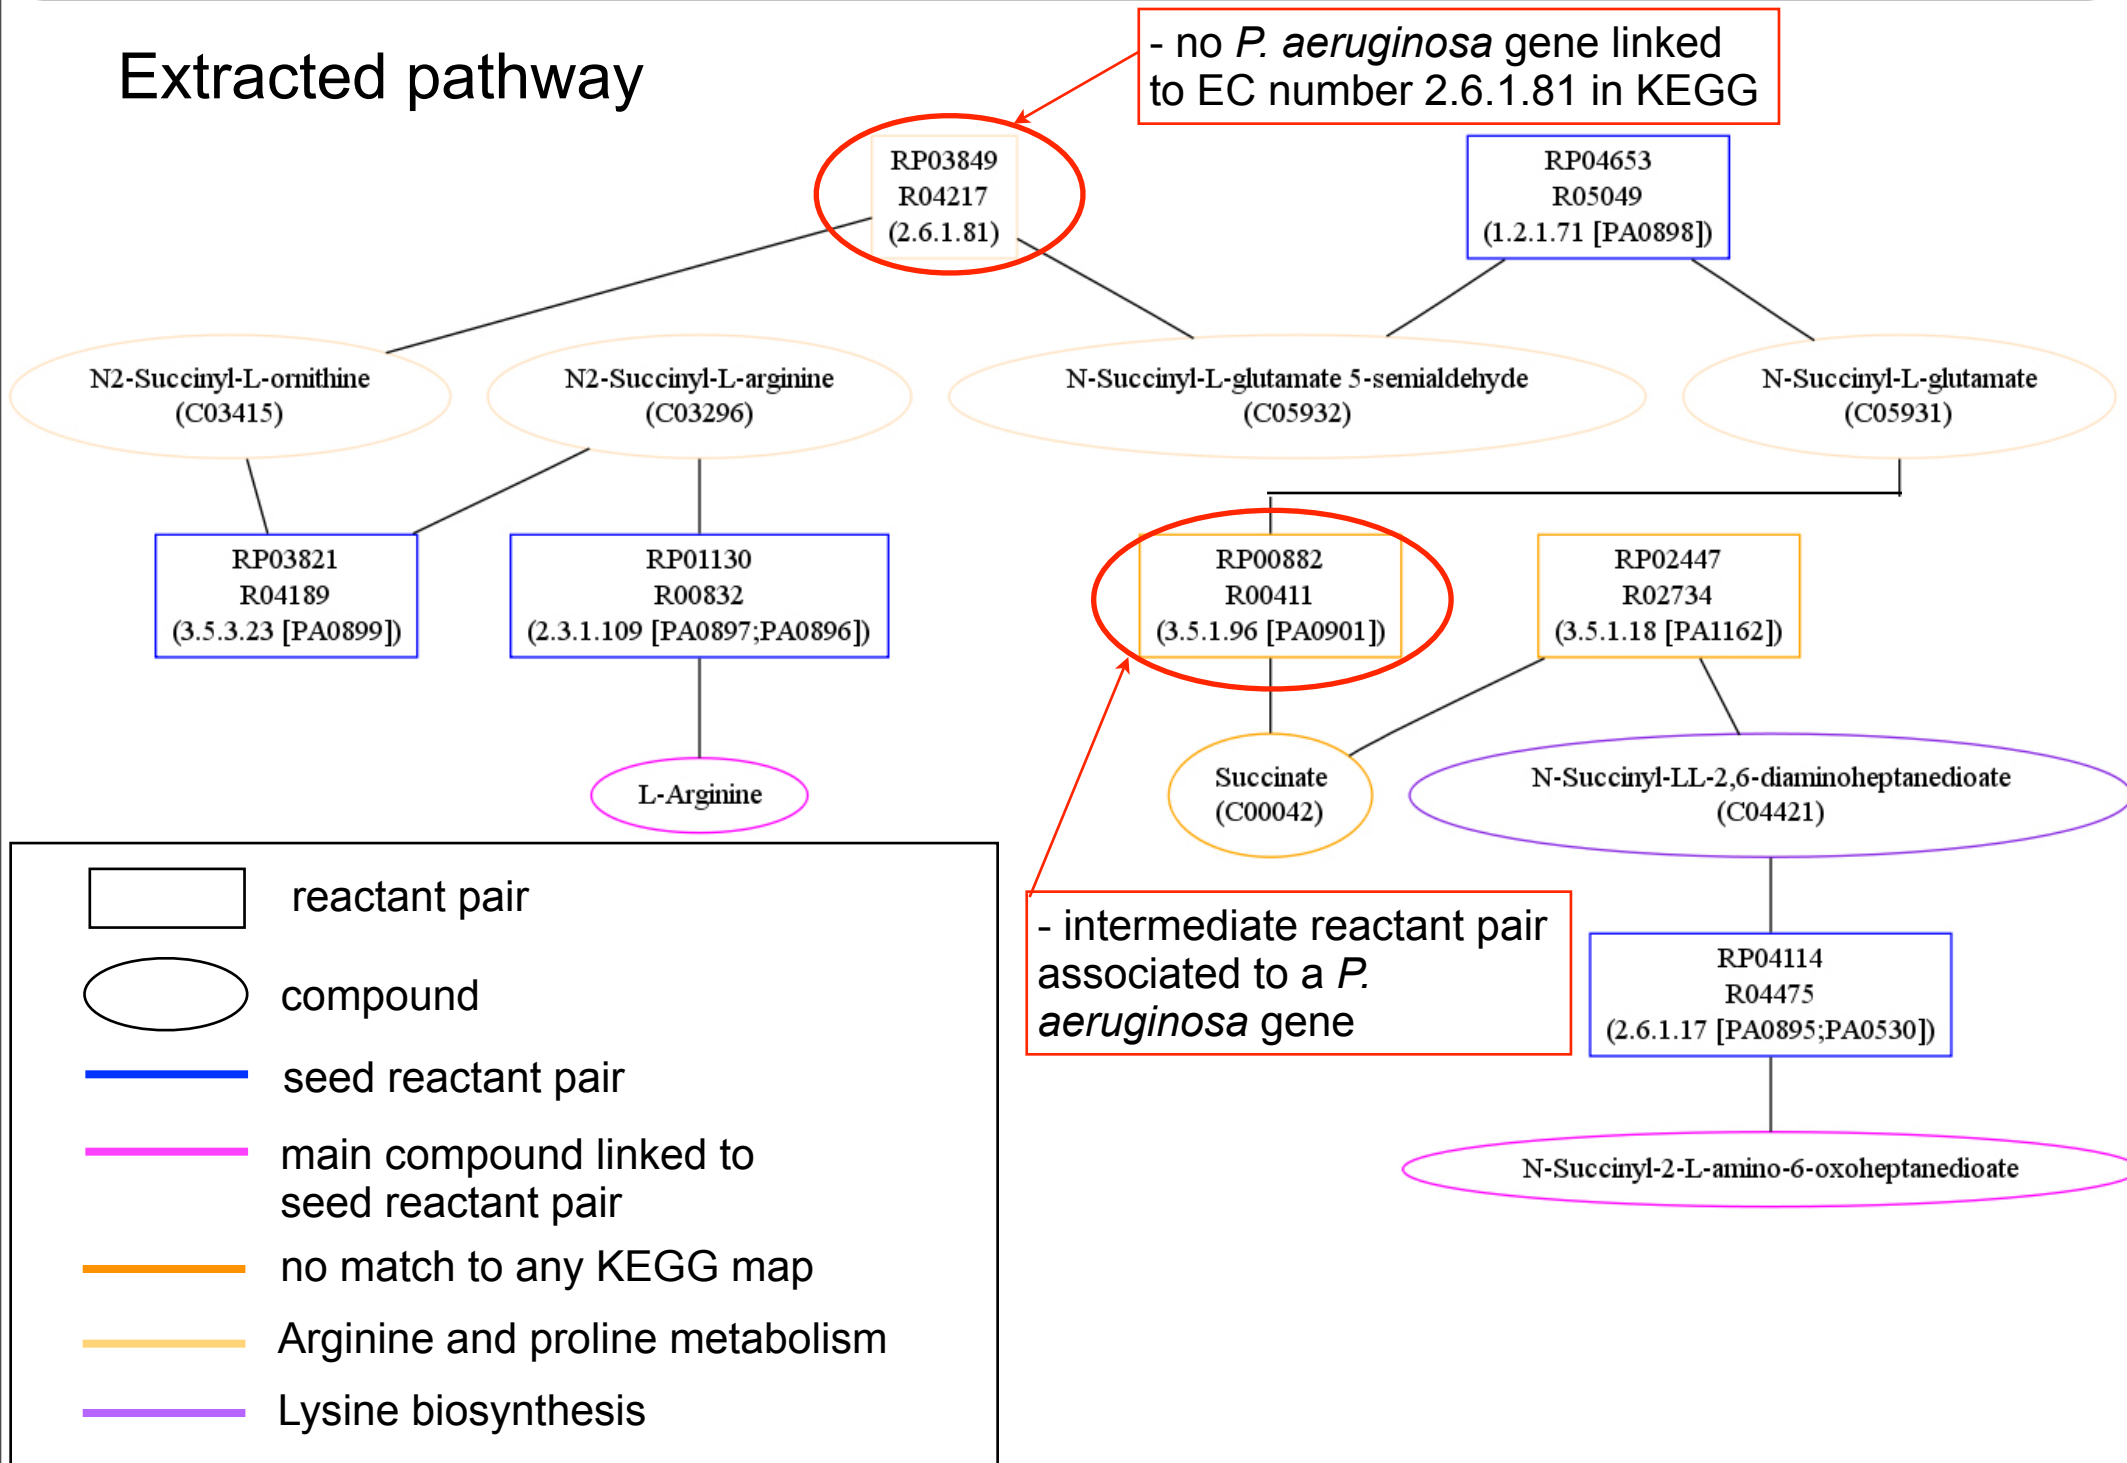 Extracted pathway
- no P. aeruginosa gene linked
to EC number 2.6.1.81 in KEGG
RP03849
R04217
(2.6.1.81)
RP04653
R05049
(1.2.1.71 [PA0898])
N2-Succinyl-L-ornithine
(C03415)
N2-Succinyl-L-arginine
(C03296)
N-Succinyl-L-glutamate 5-semialdehyde
(C05932)
N-Succinyl-L-glutamate
(C05931)
RP03821
R04189
(3.5.3.23 [PA0899])
RP01130
R00832
(2.3.1.109 [PA0897;PA0896])
RP00882
R00411
(3.5.1.96 [PA0901])
RP02447
R02734
(3.5.1.18 [PA1162])
L-Arginine
Succinate
(C00042)
N-Succinyl-LL-2,6-diaminoheptanedioate
(C04421)
- intermediate reactant pair
associated to a P.
aeruginosa gene
RP04114
R04475
(2.6.1.17 [PA0895;PA0530])
N-Succinyl-2-L-amino-6-oxoheptanedioate
reactant pair
compound
seed reactant pair
main compound linked to
seed reactant pair
no match to any KEGG map
Arginine and proline metabolism
Lysine biosynthesis